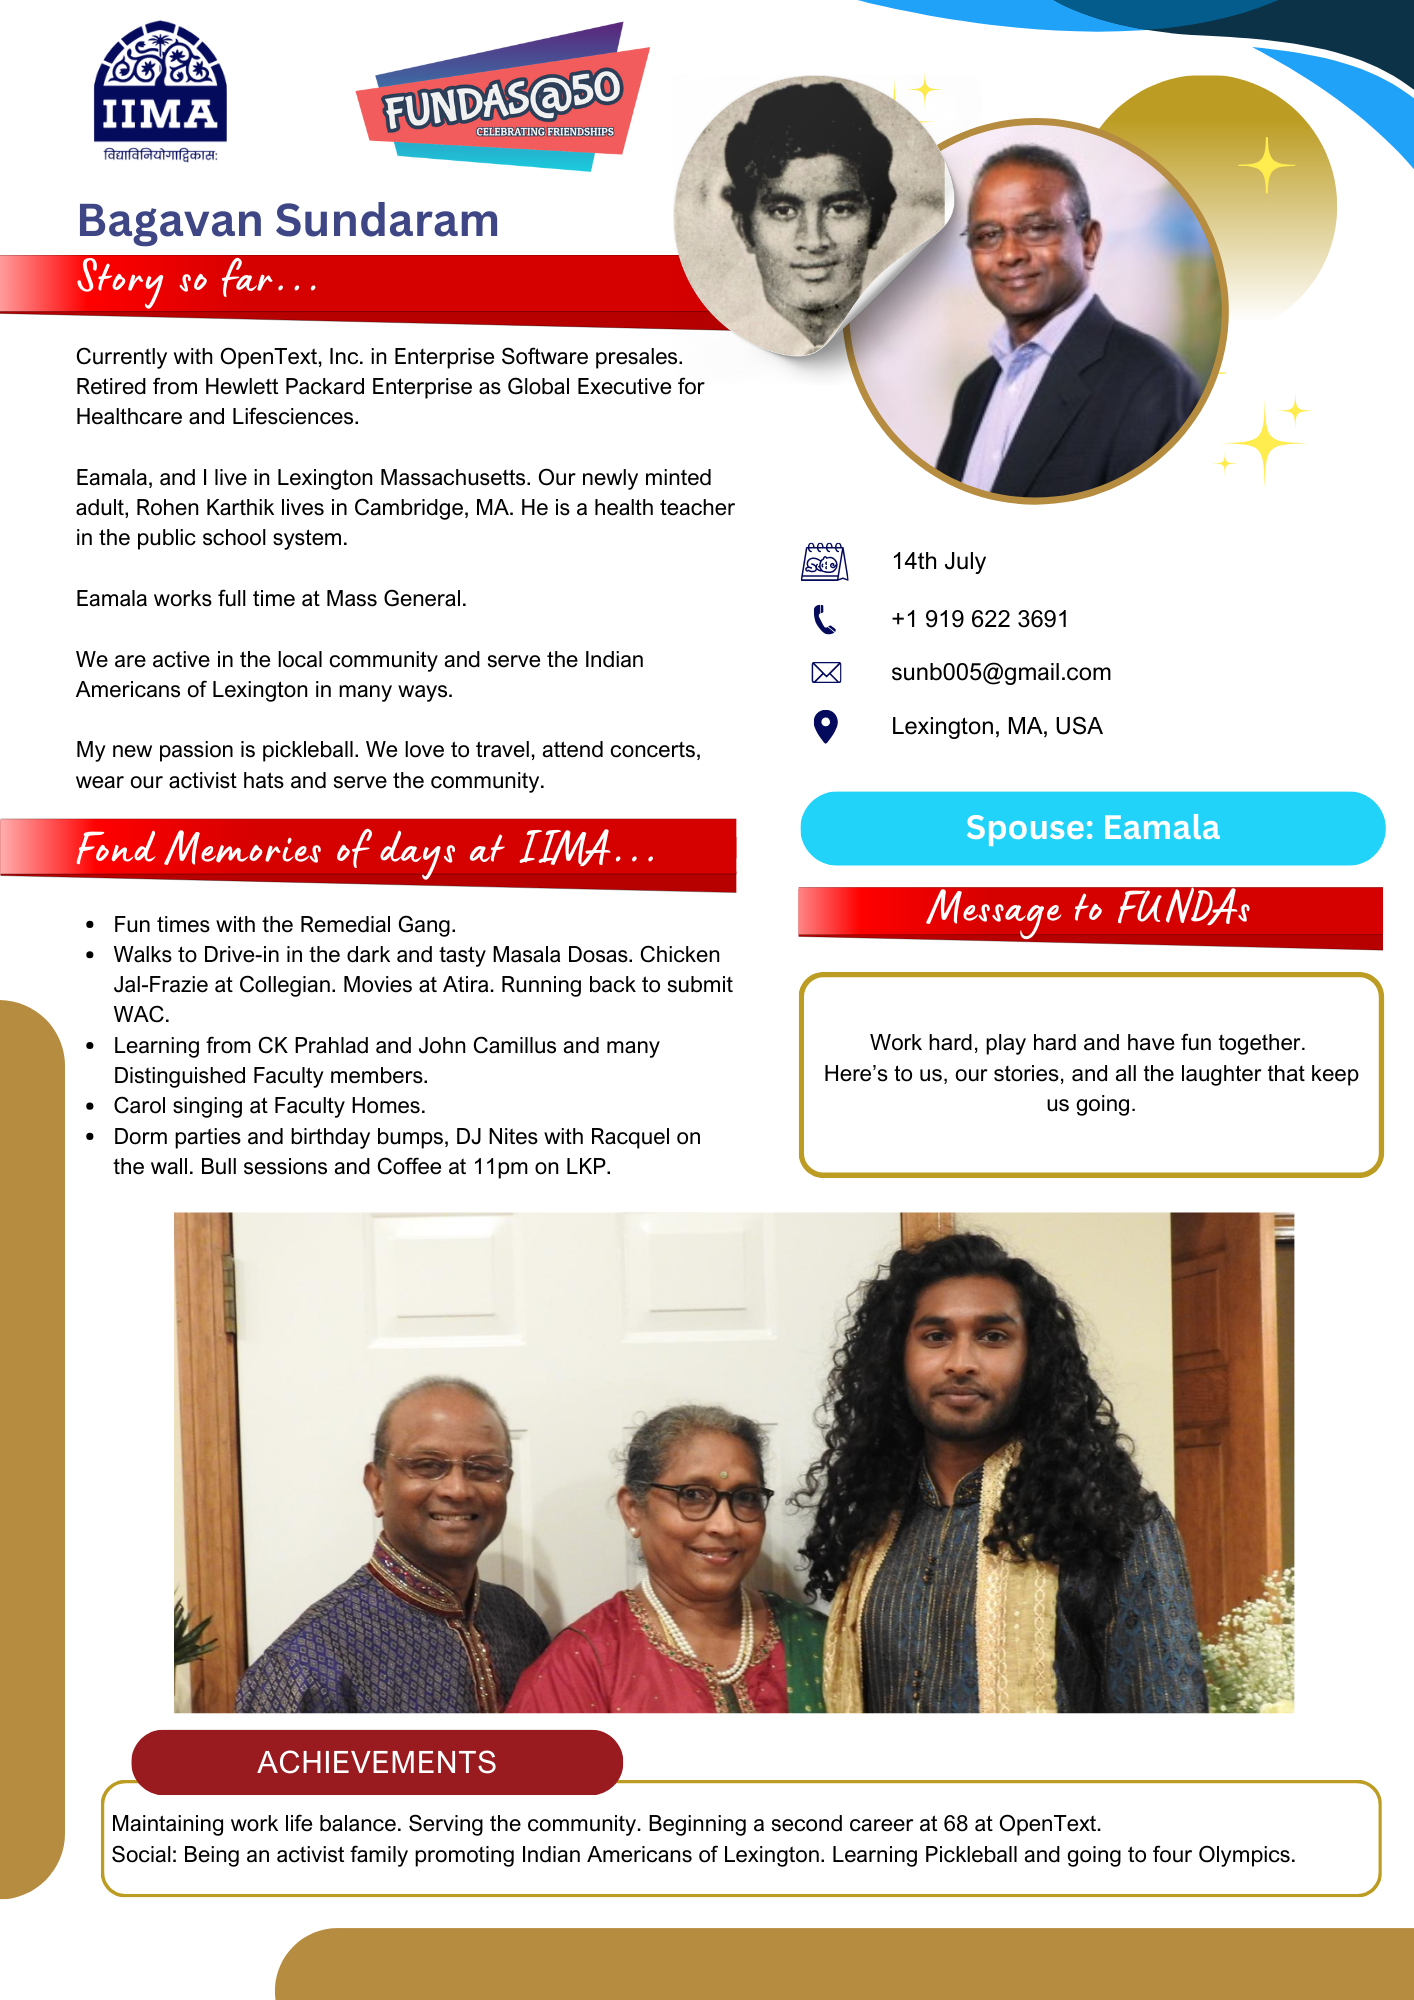 IIMA
विद्याविनियोगाद्विकास:
FUNDAS@50
CELEBRATING FRIENDSHIPS
Bagavan Sundaram
Story so far...
Currently with OpenText, Inc. in Enterprise Software presales.
Retired from Hewlett Packard Enterprise as Global Executive for
Healthcare and Lifesciences.
Eamala, and I live in Lexington Massachusetts. Our newly minted
adult, Rohen Karthik lives in Cambridge, MA. He is a health teacher
in the public school system.
Eamala works full time at Mass General.
We are active in the local community and serve the Indian
Americans of Lexington in many ways.
My new passion is pickleball. We love to travel, attend concerts,
wear our activist hats and serve the community.
Fond Memories of days at IIMA...
• Fun times with the Remedial Gang.
• Walks to Drive-in in the dark and tasty Masala Dosas. Chicken
Jal-Frazie at Collegian. Movies at Atira. Running back to submit
WAC.
• Learning from CK Prahlad and John Camillus and many
Distinguished Faculty members.
• Carol singing at Faculty Homes.
• Dorm parties and birthday bumps, DJ Nites with Racquel on
the wall. Bull sessions and Coffee at 11pm on LKP.
14th July
+1 919 622 3691
sunb005@gmail.com
Lexington, MA, USA
Spouse: Eamala
Message to FUNDAs
Work hard, play hard and have fun together.
Here’s to us, our stories, and all the laughter that keep
us going.
ACHIEVEMENTS
Maintaining work life balance. Serving the community. Beginning a second career at 68 at OpenText.
Social: Being an activist family promoting Indian Americans of Lexington. Learning Pickleball and going to four Olympics.